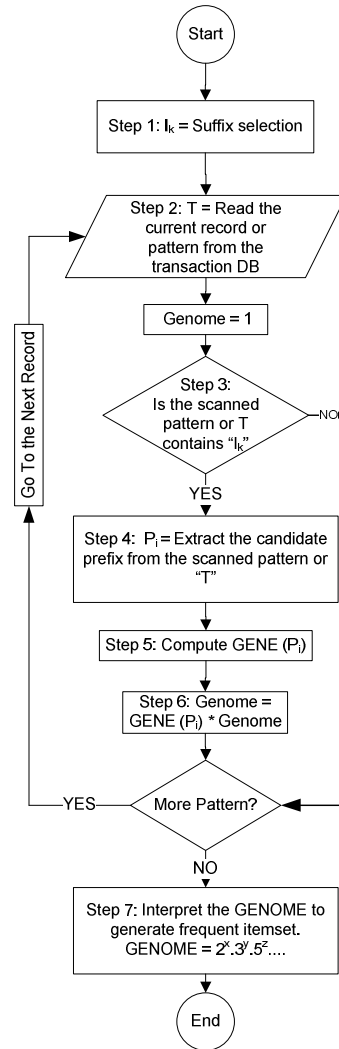 Start
Step 1: Iₖ = Suffix selection
Step 2: T = Read the
current record or
pattern from the
transaction DB
Genome = 1
Step 3:
Is the scanned
pattern or T
contains “Iₖ”
NO
YES
Step 4: Pᵢ = Extract the candidate
prefix from the scanned pattern or
“T”
Step 5: Compute GENE (Pᵢ)
Step 6: Genome =
GENE (Pᵢ) * Genome
More Pattern?
YES
Go To the Next Record
NO
Step 7: Interpret the GENOME to
generate frequent itemset.
GENOME = 2ˣ.3ʸ.5ᶻ....
End